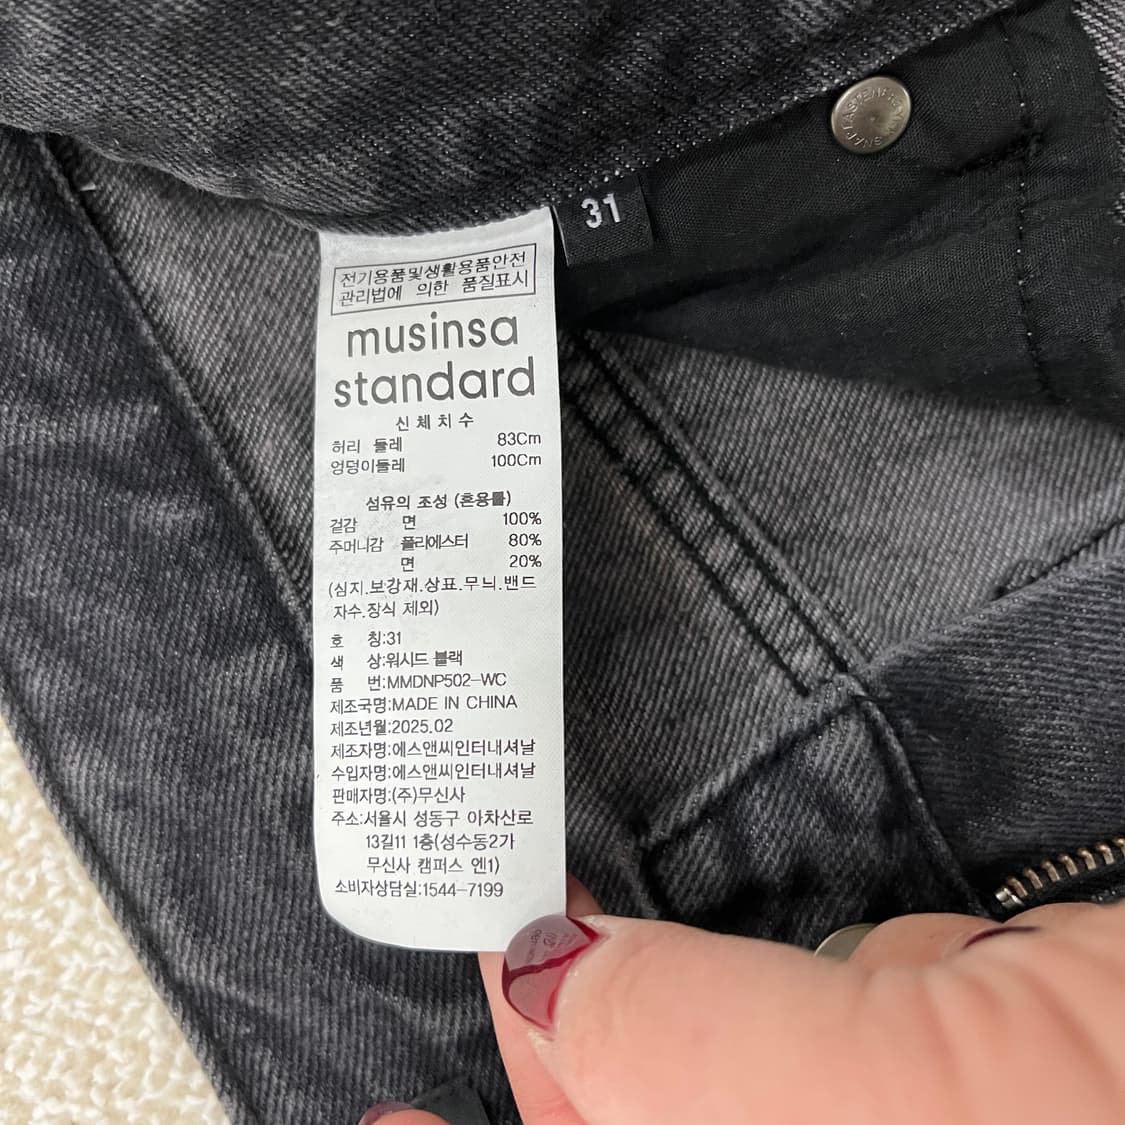 31
전기용품및생활용품안전
관리법에 의한 품질표시
musinsa
standard
신체치수
허리 둘레 83Cm
엉덩이둘레 100Cm
섬유의 조성 (혼용률)
겉감 면 100%
주머니감 폴리에스터 80%
면 20%
(심지.보강재.상표.무늬.밴드
자수.장식 제외)
호 칭:31
색 상:워시드 블랙
품 번:MMDNP502-WC
제조국명:MADE IN CHINA
제조년월:2025.02
제조자명:에스앤씨인터내셔날
수입자명:에스앤씨인터내셔날
판매자명:(주)무신사
주소:서울시 성동구 아차산로
13길11 1층(성수동2가
무신사 캠퍼스 엔1)
소비자상담실:1544-7199